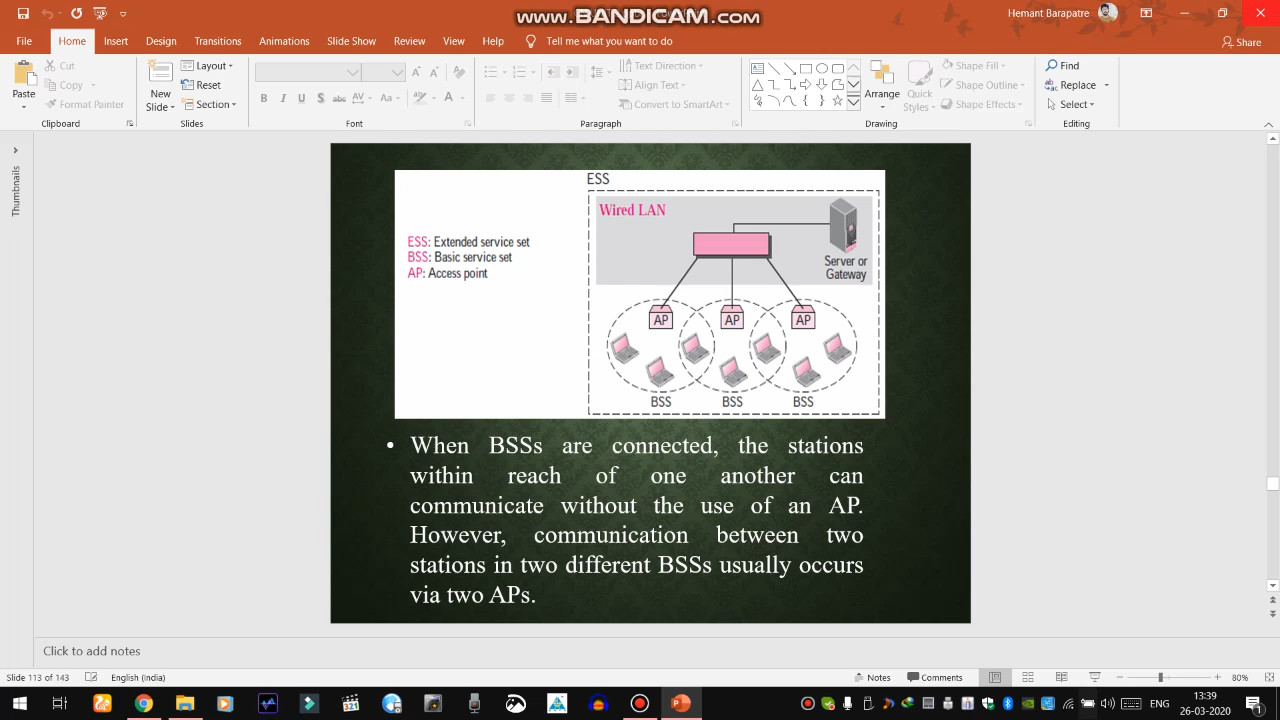 www.BANDICAM.com
Hemant Barapatre
File Home Insert Design Transitions Animations Slide Show Review View Help Tell me what you want to do
Share
Paste
Cut
Copy
Format Painter
Clipboard
New Slide
Layout
Reset
Section
Slides
B I U S abc AV Aa A
Font
Text Direction
Align Text
Convert to SmartArt
Paragraph
Arrange
Quick Styles
Shape Fill
Shape Outline
Shape Effects
Drawing
Find
Replace
Select
Editing
Thumbnails
ESS
Wired LAN
ESS: Extended service set
BSS: Basic service set
AP: Access point
Server or
Gateway
AP AP AP
BSS BSS BSS
• When BSSs are connected, the stations
within reach of one another can
communicate without the use of an AP.
However, communication between two
stations in two different BSSs usually occurs
via two APs.
Click to add notes
Slide 113 of 143 English (India) Notes Comments 80%
ENG 13:39
26-03-2020